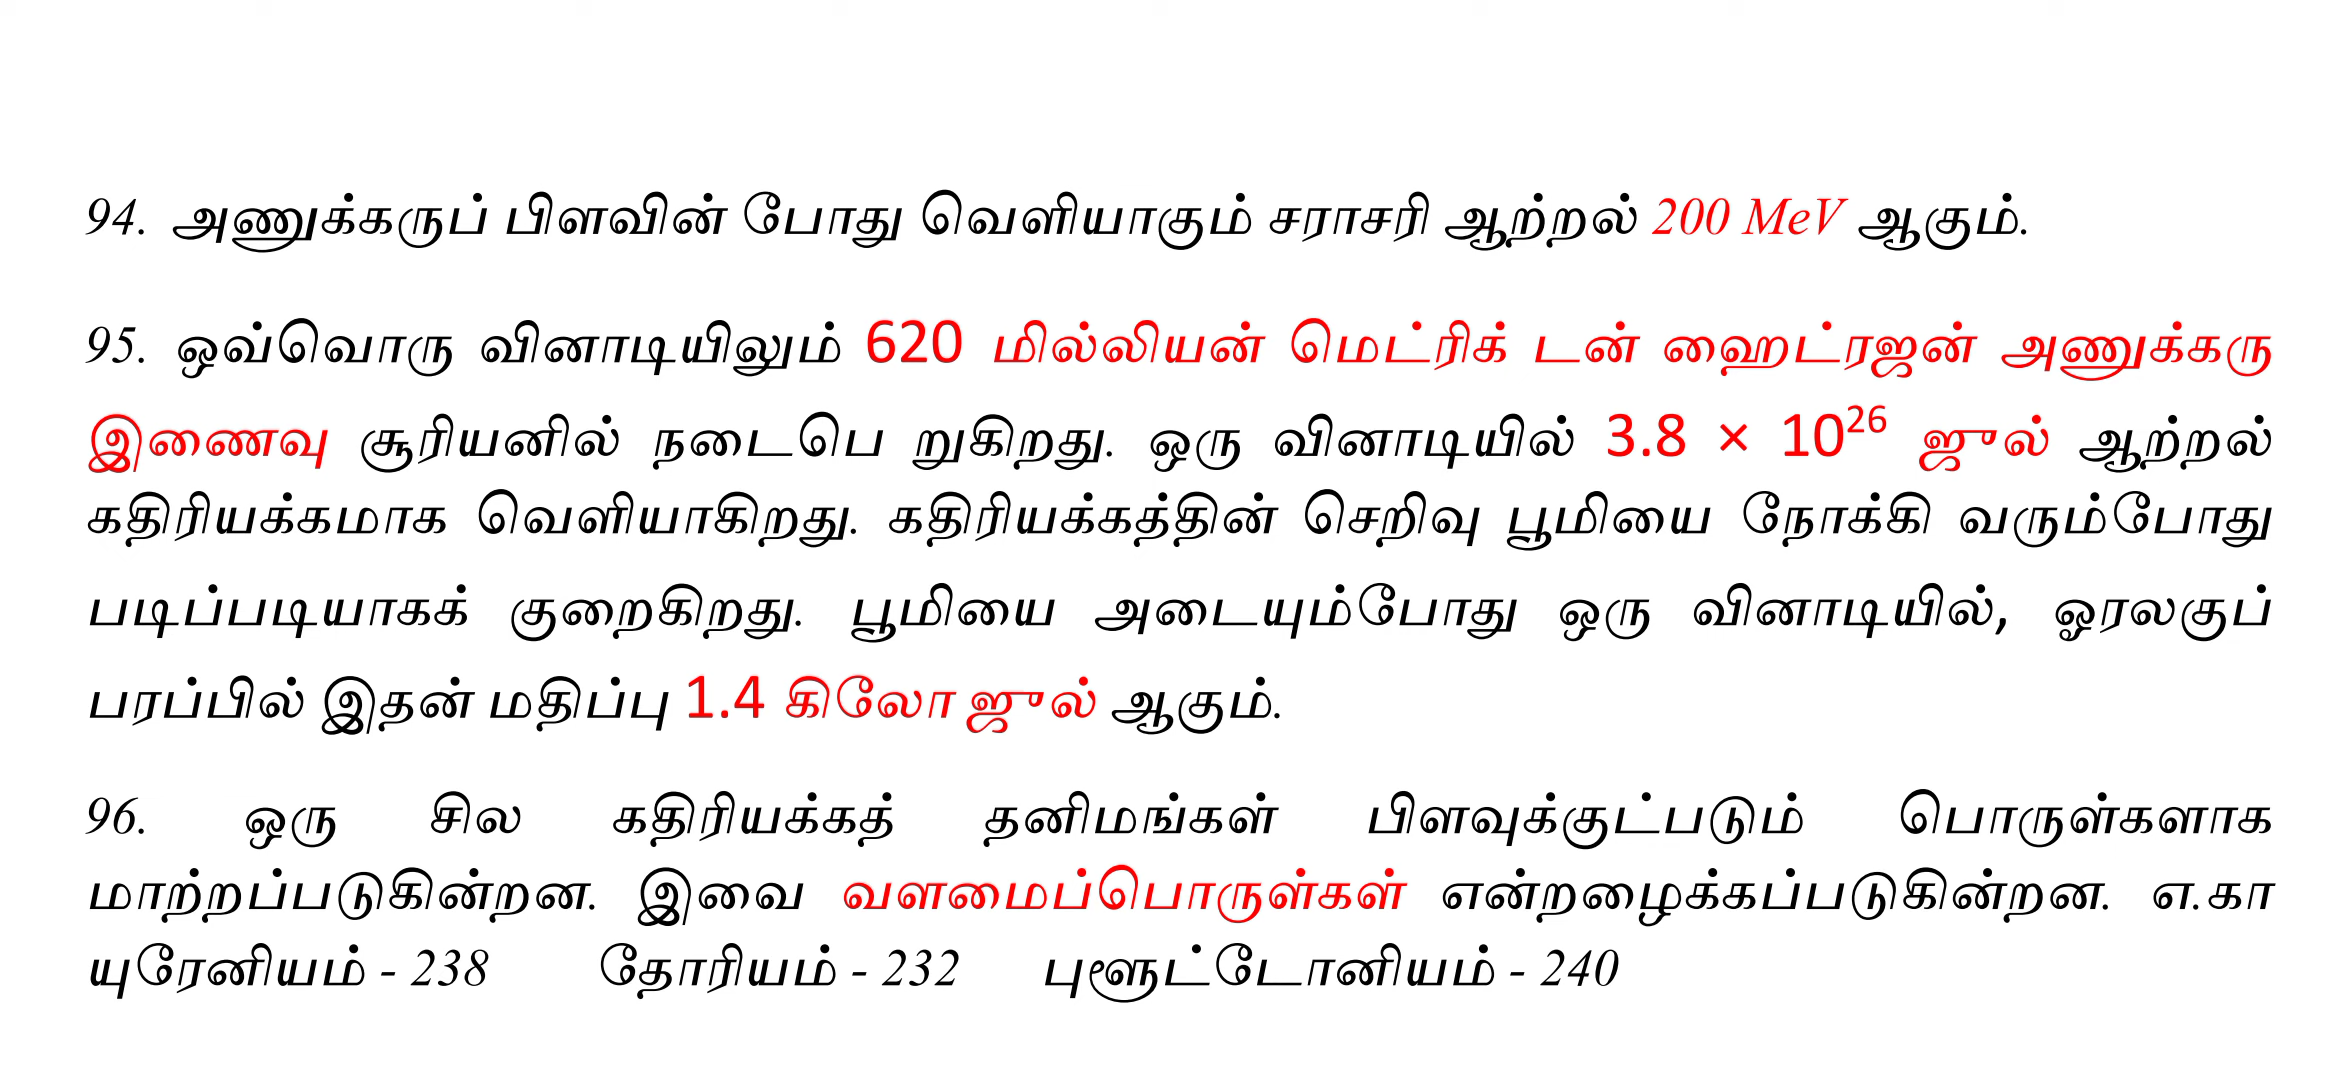 94. அணுக்கருப் பிளவின் போது வெளியாகும் சராசரி ஆற்றல் 200 MeV ஆகும்.
95. ஒவ்வொரு வினாடியிலும் 620 மில்லியன் மெட்ரிக் டன் ஹைட்ரஜன் அணுக்கரு
இணைவு சூரியனில் நடைபெ றுகிறது. ஒரு வினாடியில் 3.8 × 10²⁶ ஜுல் ஆற்றல்
கதிரியக்கமாக வெளியாகிறது. கதிரியக்கத்தின் செறிவு பூமியை நோக்கி வரும்போது
படிப்படியாகக் குறைகிறது. பூமியை அடையும்போது ஒரு வினாடியில், ஓரலகுப்
பரப்பில் இதன் மதிப்பு 1.4 கிலோ ஜுல் ஆகும்.
96. ஒரு சில கதிரியக்கத் தனிமங்கள் பிளவுக்குட்படும் பொருள்களாக
மாற்றப்படுகின்றன. இவை வளமைப்பொருள்கள் என்றழைக்கப்படுகின்றன. எ.கா
யுரேனியம் - 238 தோரியம் - 232 புளூட்டோனியம் - 240